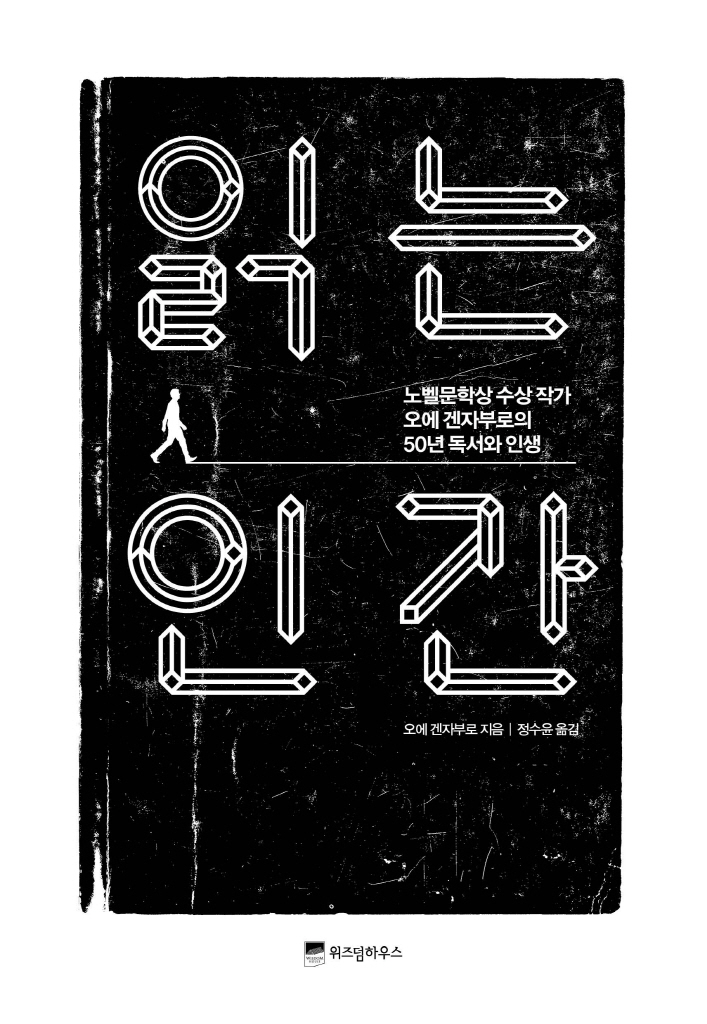 읽는
노벨문학상 수상 작가
오에 겐자부로의
50년 독서와 인생
인간
오에 겐자부로 지음 | 정수윤 옮김
WISDOM
HOUSE
위즈덤하우스